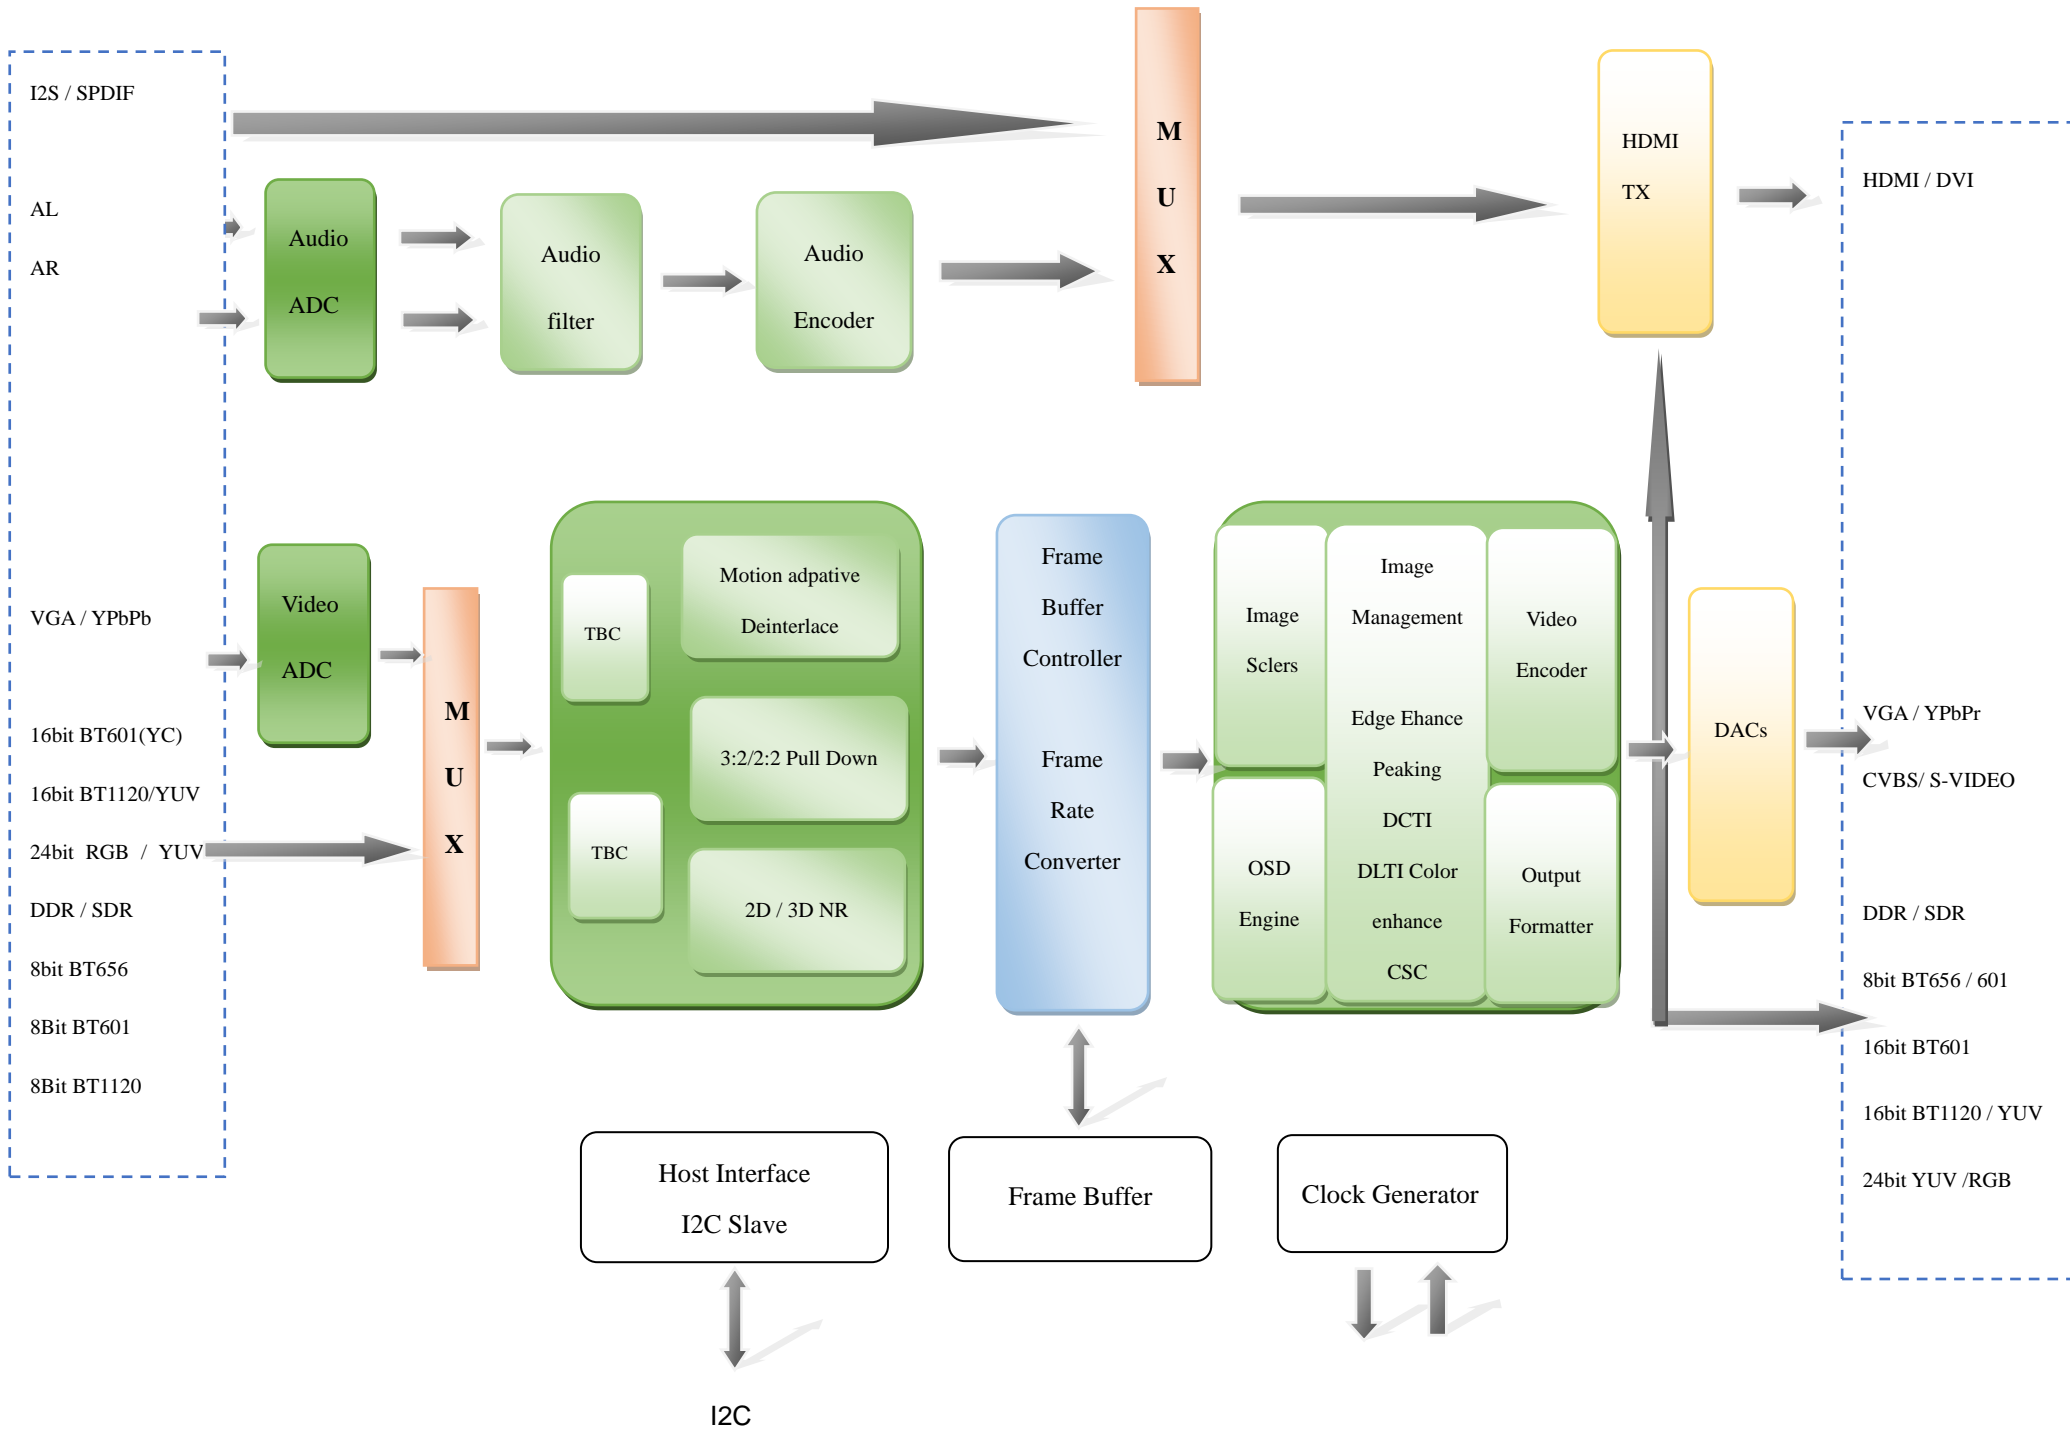 I2S / SPDIF
AL
AR
Audio
ADC
Audio
filter
Audio
Encoder
M
U
X
HDMI
TX
HDMI / DVI
VGA / YPbPb
16bit BT601(YC)
16bit BT1120/YUV
24bit RGB / YUV
DDR / SDR
8bit BT656
8Bit BT601
8Bit BT1120
Video
ADC
M
U
X
TBC
TBC
Motion adpative
Deinterlace
3:2/2:2 Pull Down
2D / 3D NR
Frame
Buffer
Controller
Frame
Rate
Converter
Image
Sclers
OSD
Engine
Image
Management
Edge Ehance
Peaking
DCTI
DLTI Color
enhance
CSC
Video
Encoder
Output
Formatter
DACs
VGA / YPbPr
CVBS/ S-VIDEO
DDR / SDR
8bit BT656 / 601
16bit BT601
16bit BT1120 / YUV
24bit YUV /RGB
Host Interface
I2C Slave
Frame Buffer
Clock Generator
I2C